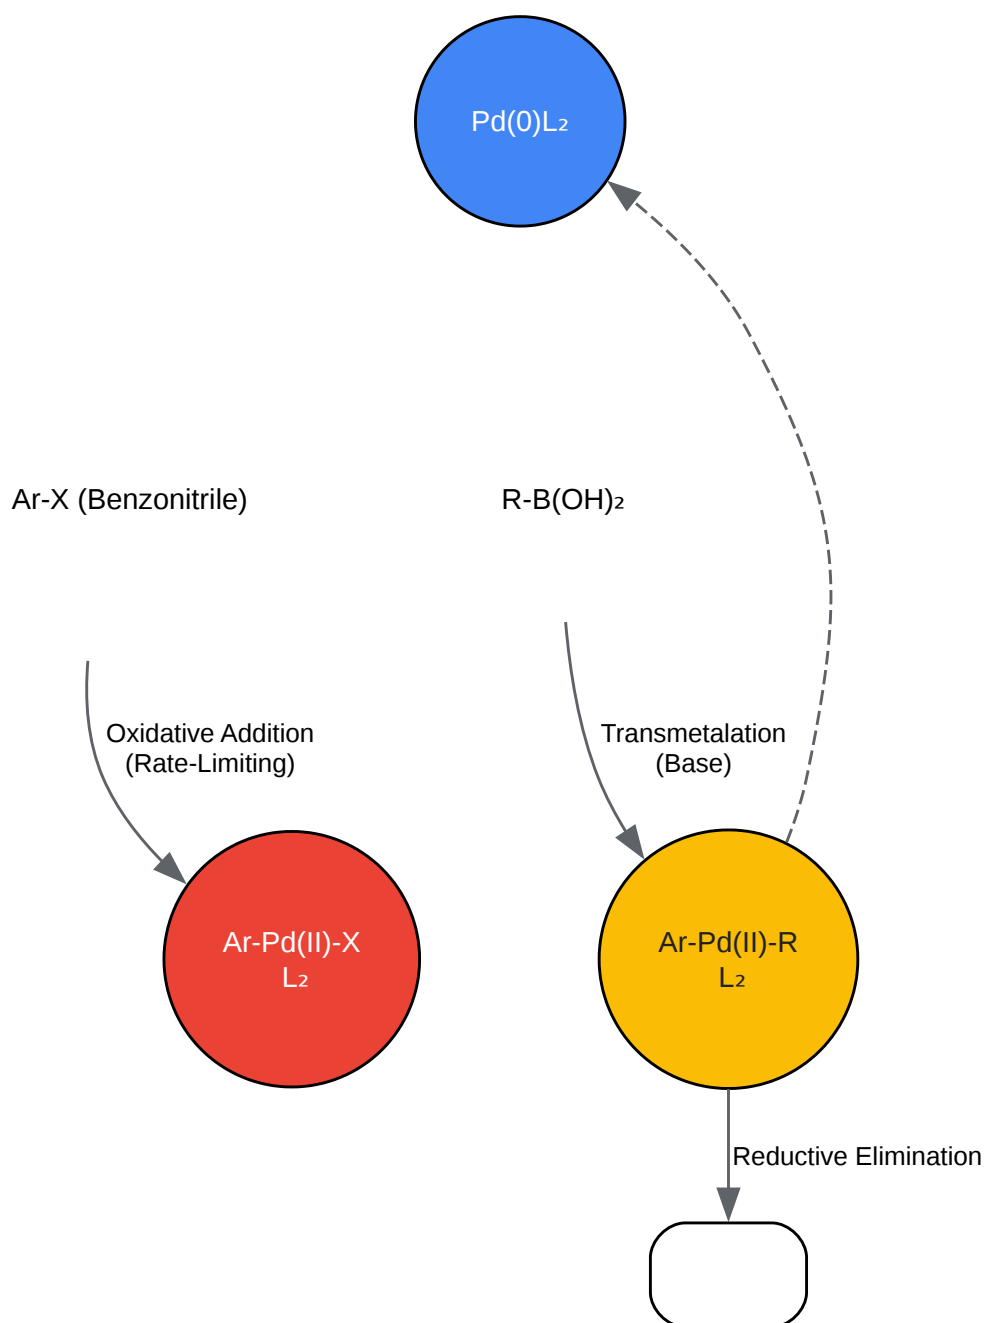 Pd(0)L₂
Ar-X (Benzonitrile)
R-B(OH)₂
Oxidative Addition
(Rate-Limiting)
Transmetalation
(Base)
Ar-Pd(II)-X
L₂
Ar-Pd(II)-R
L₂
Reductive Elimination